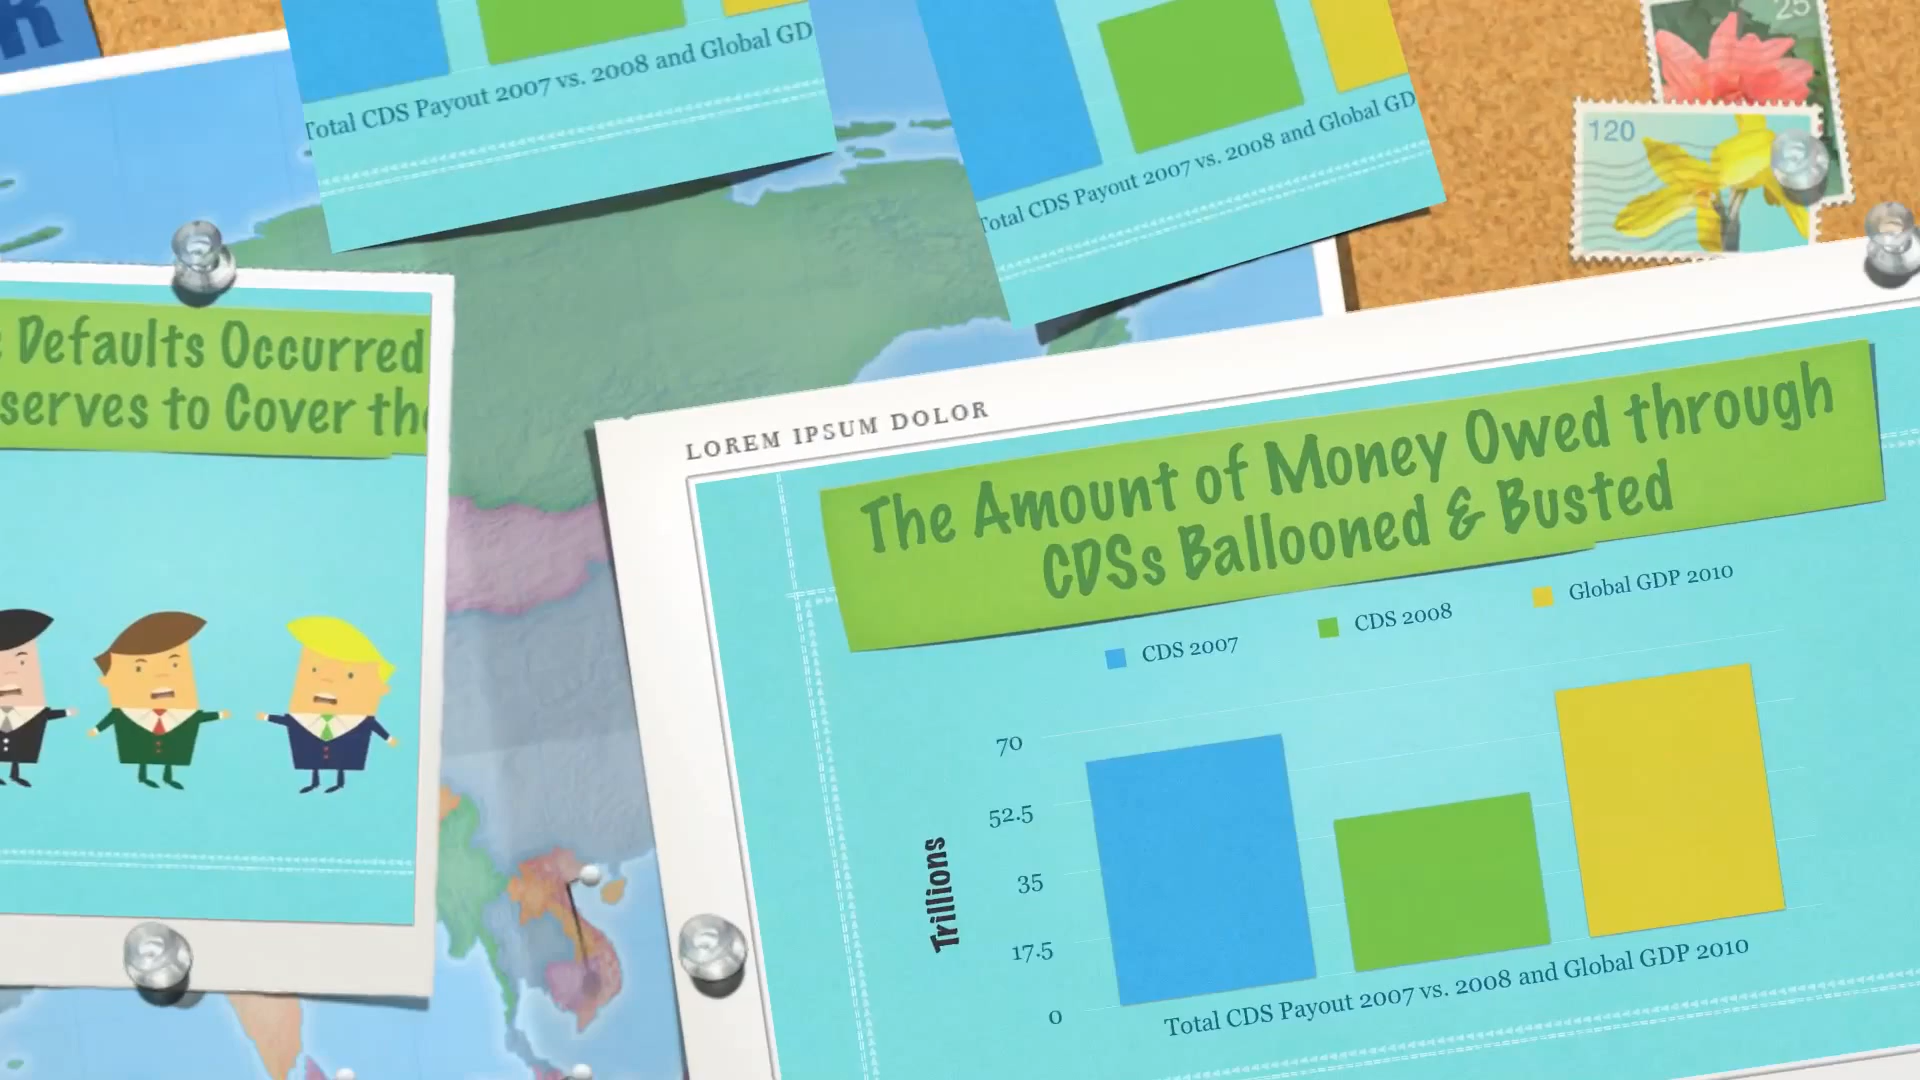 R
Total CDS Payout 2007 vs. 2008 and Global GD
Total CDS Payout 2007 vs. 2008 and Global GD
25
120
Defaults Occurred
serves to Cover the
LOREM IPSUM DOLOR
The Amount of Money Owed through
CDSs Ballooned & Busted
CDS 2007
CDS 2008
Global GDP 2010
Trillions
70
52.5
35
17.5
0
Total CDS Payout 2007 vs. 2008 and Global GDP 2010